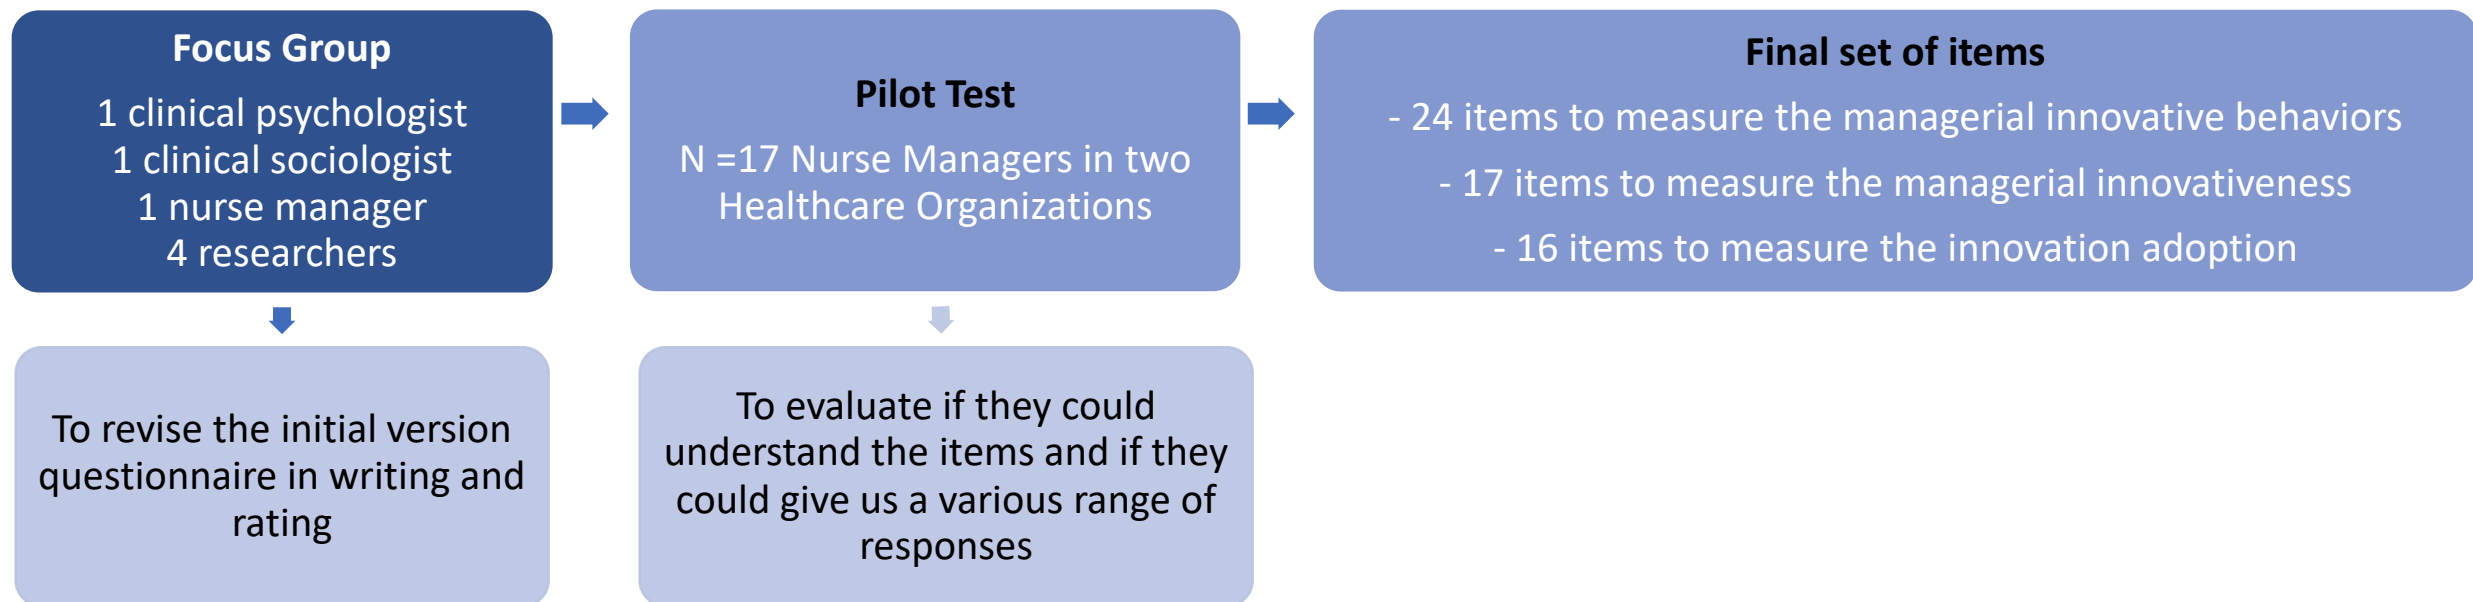 Focus Group
1 clinical psychologist
1 clinical sociologist
1 nurse manager
4 researchers
To revise the initial version
questionnaire in writing and
rating
Pilot Test
N =17 Nurse Managers in two
Healthcare Organizations
To evaluate if they could
understand the items and if they
could give us a various range of
responses
Final set of items
- 24 items to measure the managerial innovative behaviors
- 17 items to measure the managerial innovativeness
- 16 items to measure the innovation adoption